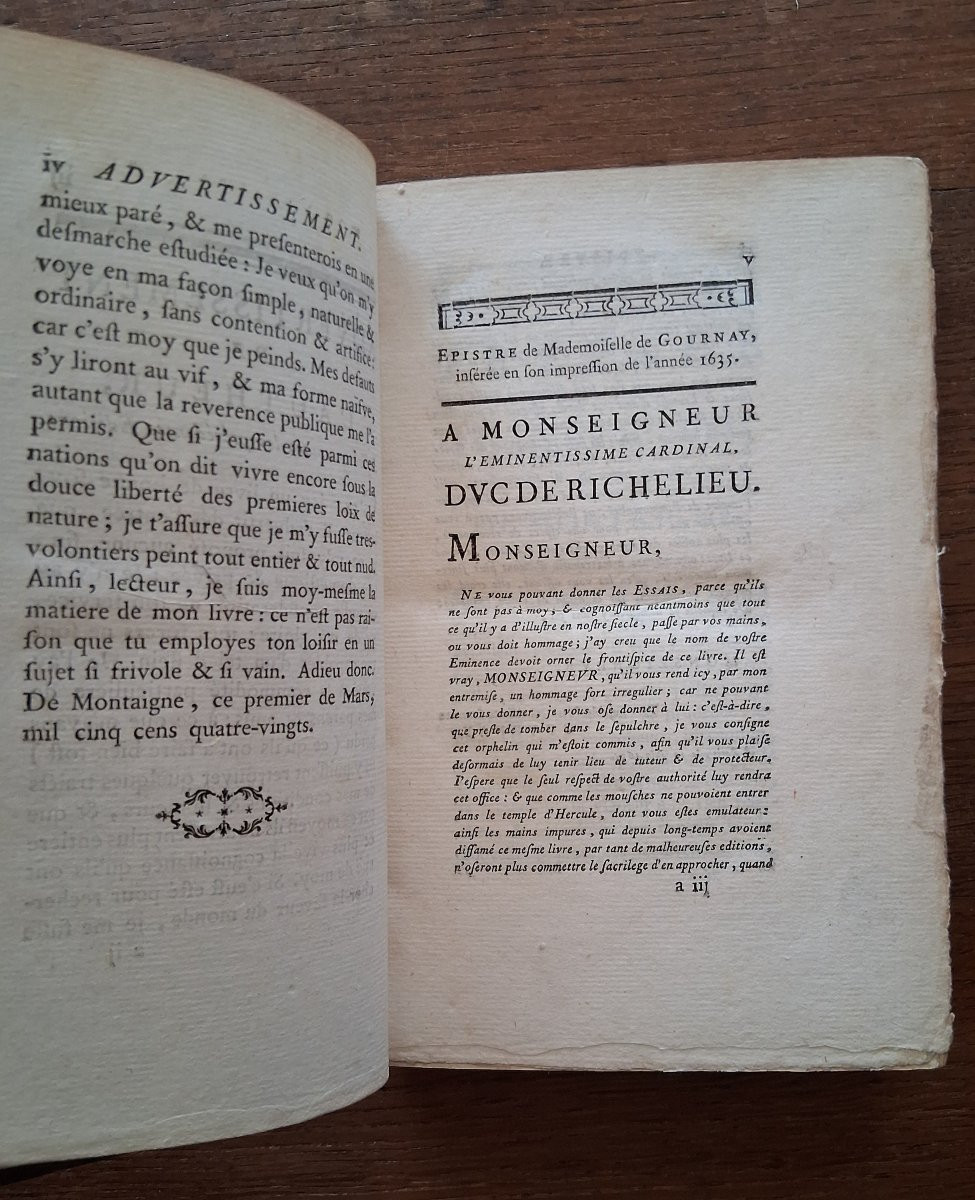 iv ADVERTISSEMENT.
mieux paré, & me preſenterois en une
deſmarche eſtudiée : Je veux qu'on m'y
voye en ma façon ſimple, naturelle &
ordinaire, ſans contention & artifice:
car c'eſt moy que je peinds. Mes defauts
s'y liront au vif, & ma forme naïfve,
autant que la reverence publique me l'a
permis. Que ſi j'euſſe eſté parmi ces
nations qu'on dit vivre encore ſous la
douce liberté des premieres loix de
nature ; je t'aſſure que je m'y fuſſe tres-
volontiers peint tout entier & tout nud.
Ainſi, lecteur, je ſuis moy-meſme la
matiere de mon livre : ce n'eſt pas rai-
ſon que tu employes ton loiſir en un
ſujet ſi frivole & ſi vain. Adieu donc.
De Montaigne, ce premier de Mars,
mil cinq cens quatre-vingts.
v
EPISTRE de Mademoiſelle de GOURNAY,
inſérée en ſon impreſſion de l'année 1635.
A MONSEIGNEUR
L'EMINENTISSIME CARDINAL,
DVC DE RICHELIEU.
MONSEIGNEUR,
NE vous pouvant donner les ESSAIS, parce qu'ils
ne ſont pas à moy, & cognoiſſant neantmoins que tout
ce qu'il y a d'illuſtre en noſtre ſiecle, paſſe par vos mains,
ou vous doit hommage ; j'ay creu que le nom de voſtre
Eminence devoit orner le frontiſpice de ce livre. Il eſt
vray, MONSEIGNEVR, qu'il vous rend icy, par mon
entremiſe, un hommage fort irregulier ; car ne pouvant
le vous donner, je vous oſe donner à lui : c'eſt-à-dire,
que preſte de tomber dans le ſepulchre, je vous conſigne
cet orphelin qui m'eſtoit commis, afin qu'il vous plaiſe
deſormais de luy tenir lieu de tuteur & de protecteur.
J'eſpere que le ſeul reſpect de voſtre authorité luy rendra
cet office : & que comme les mouſches ne pouvoient entrer
dans le temple d'Hercule, dont vous eſtes emulateur :
ainſi les mains impures, qui depuis long-temps avoient
diffamé ce meſme livre, par tant de malheureuſes editions,
n'oſeront plus commettre le ſacrilege d'en approcher, quand
a iij